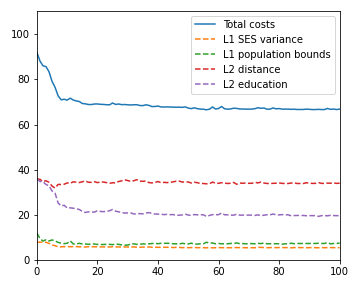 100
80
60
40
20
0
Total costs
L1 SES variance
L1 population bounds
L2 distance
L2 education
0 20 40 60 80 100